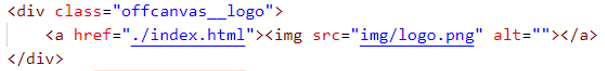 <div class="offcanvas__logo">
<a href="./index.html"><img src="img/logo.png" alt=""></a>
</div>